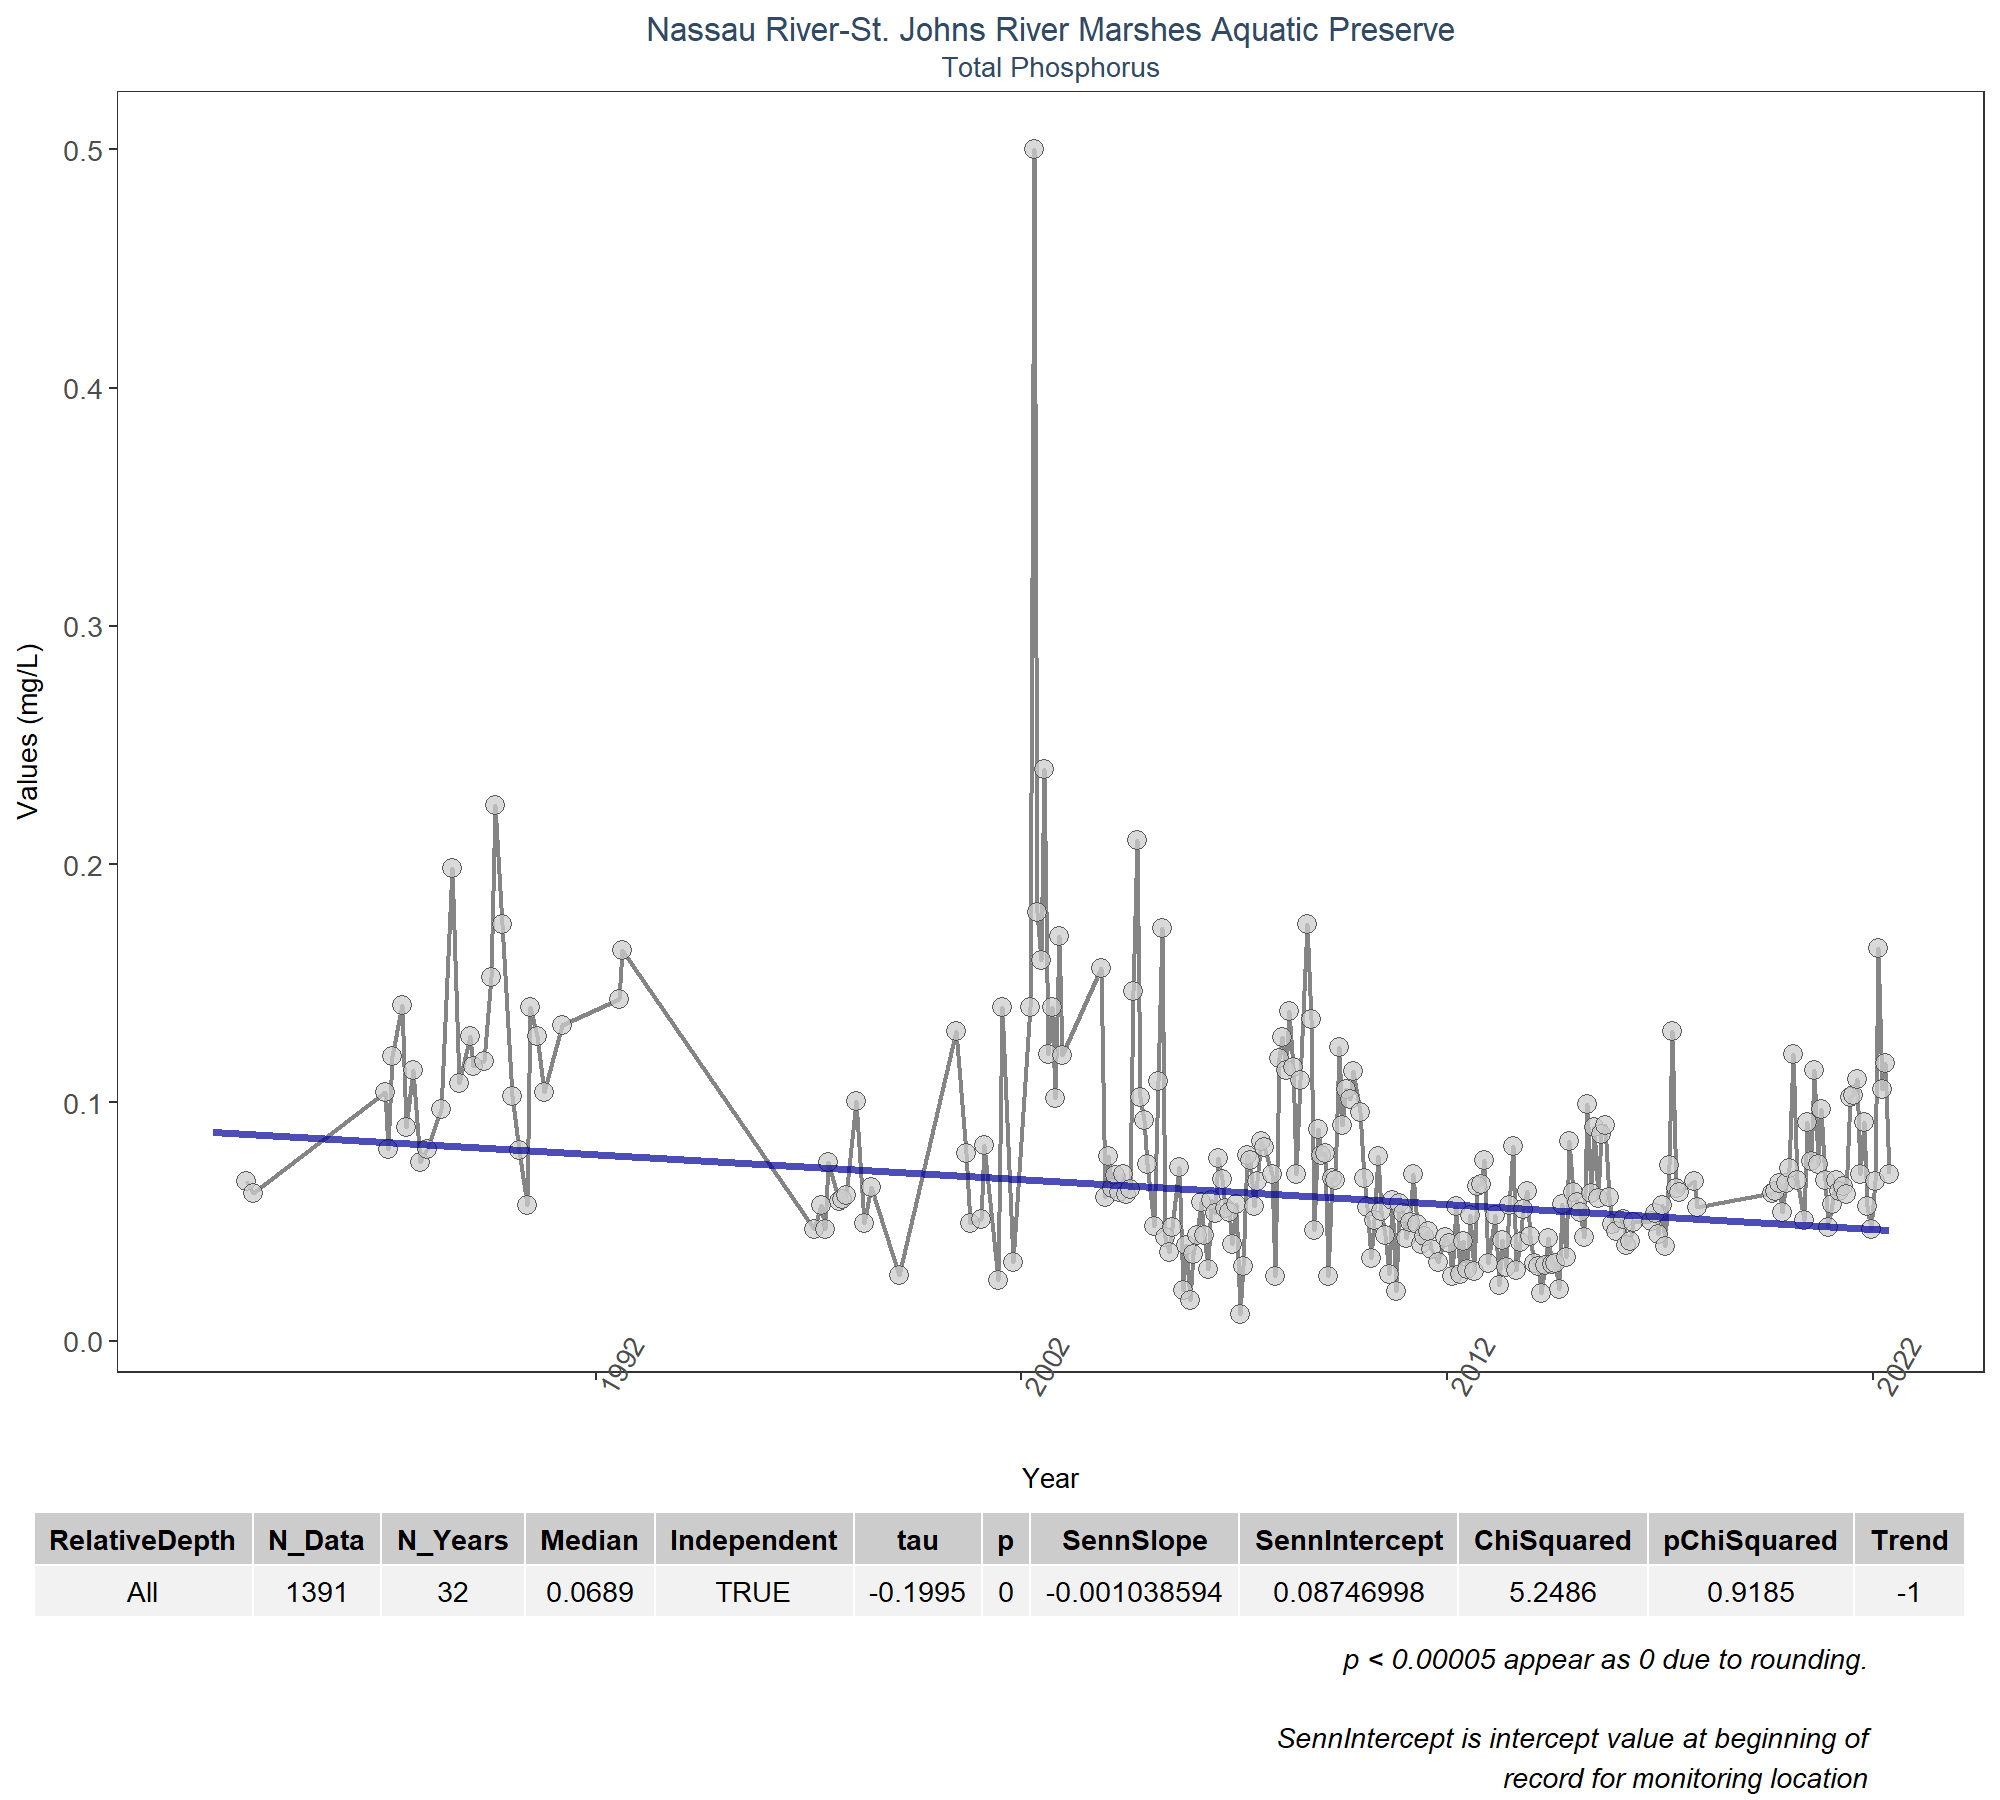 Nassau River-St. Johns River Marshes Aquatic Preserve
Total Phosphorus
Values (mg/L)
0.5
0.4
0.3
0.2
0.1
0.0
1992
2002
2012
2022
Year
RelativeDepth N_Data N_Years Median Independent tau p SennSlope SennIntercept ChiSquared pChiSquared Trend
All 1391 32 0.0689 TRUE -0.1995 0 -0.001038594 0.08746998 5.2486 0.9185 -1
p < 0.00005 appear as 0 due to rounding.
SennIntercept is intercept value at beginning of
record for monitoring location